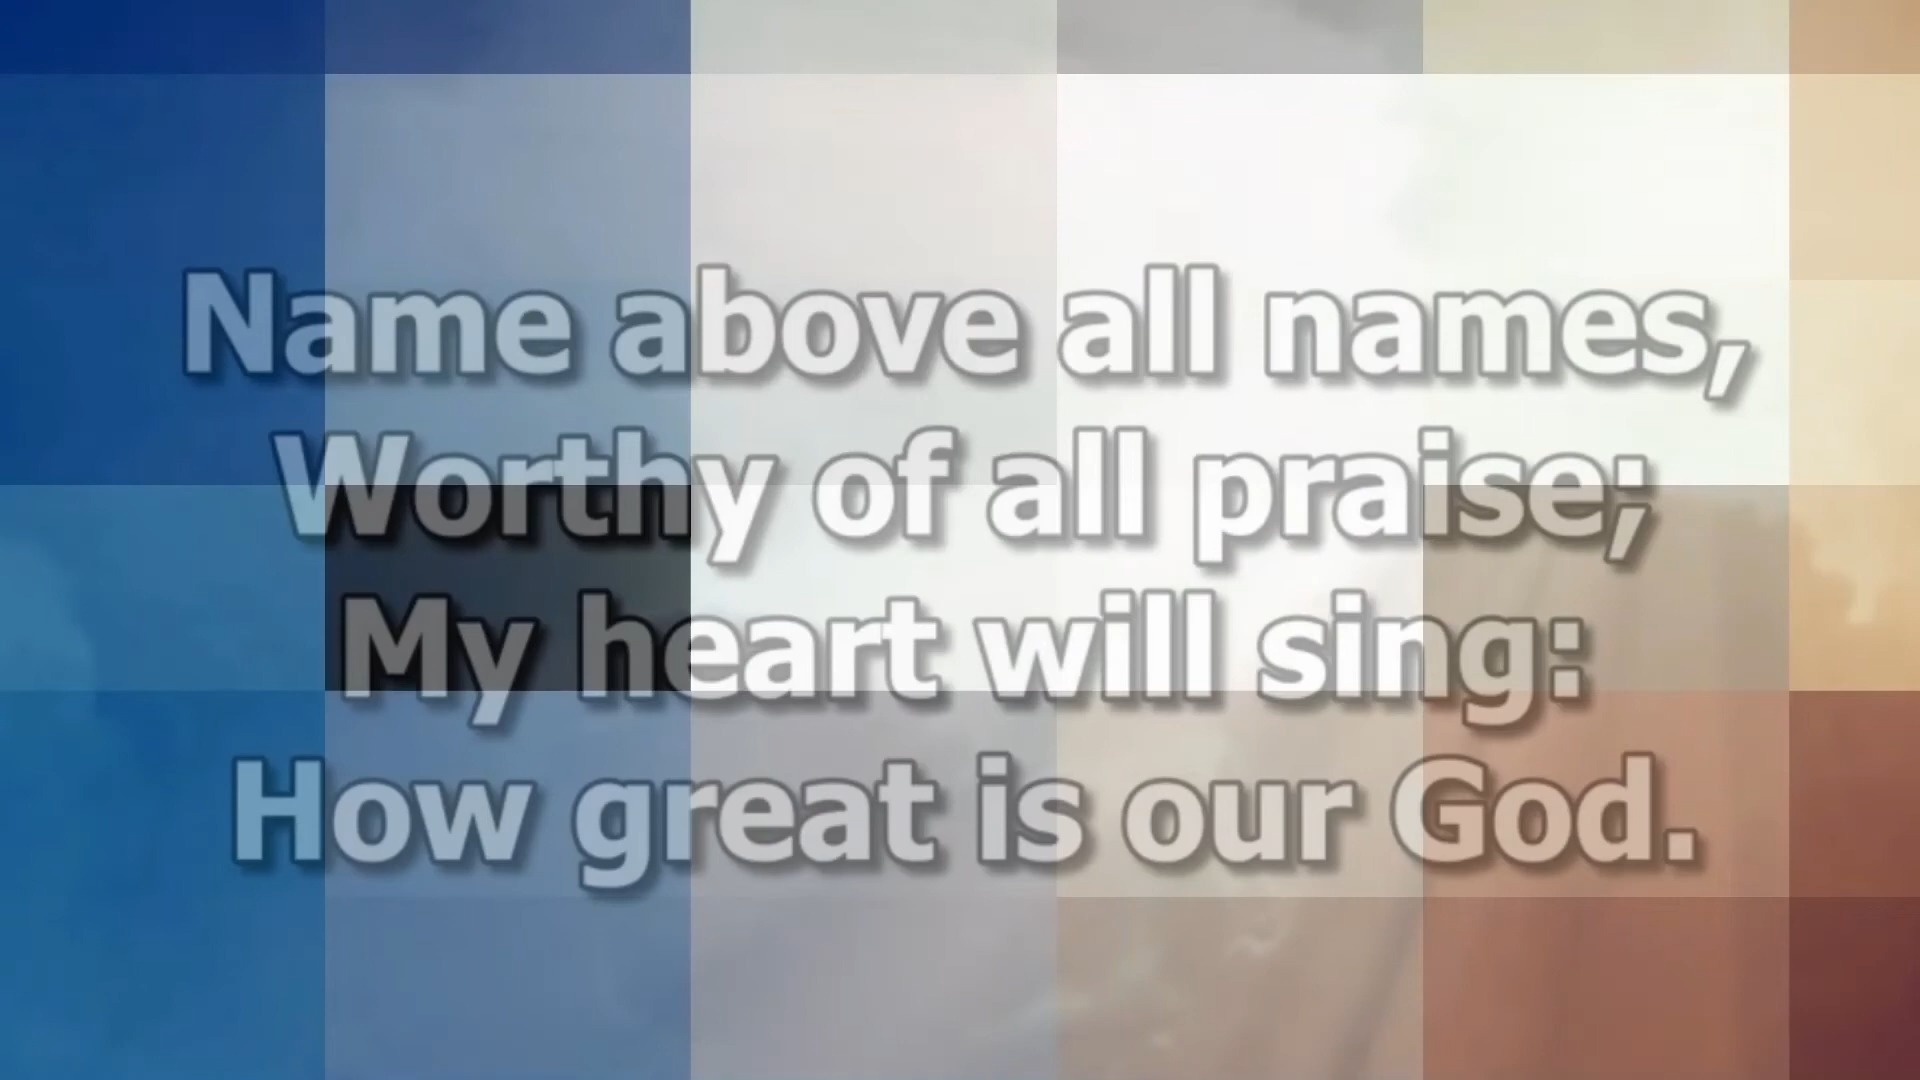 Name above all names,
Worthy of all praise;
My heart will sing:
How great is our God.